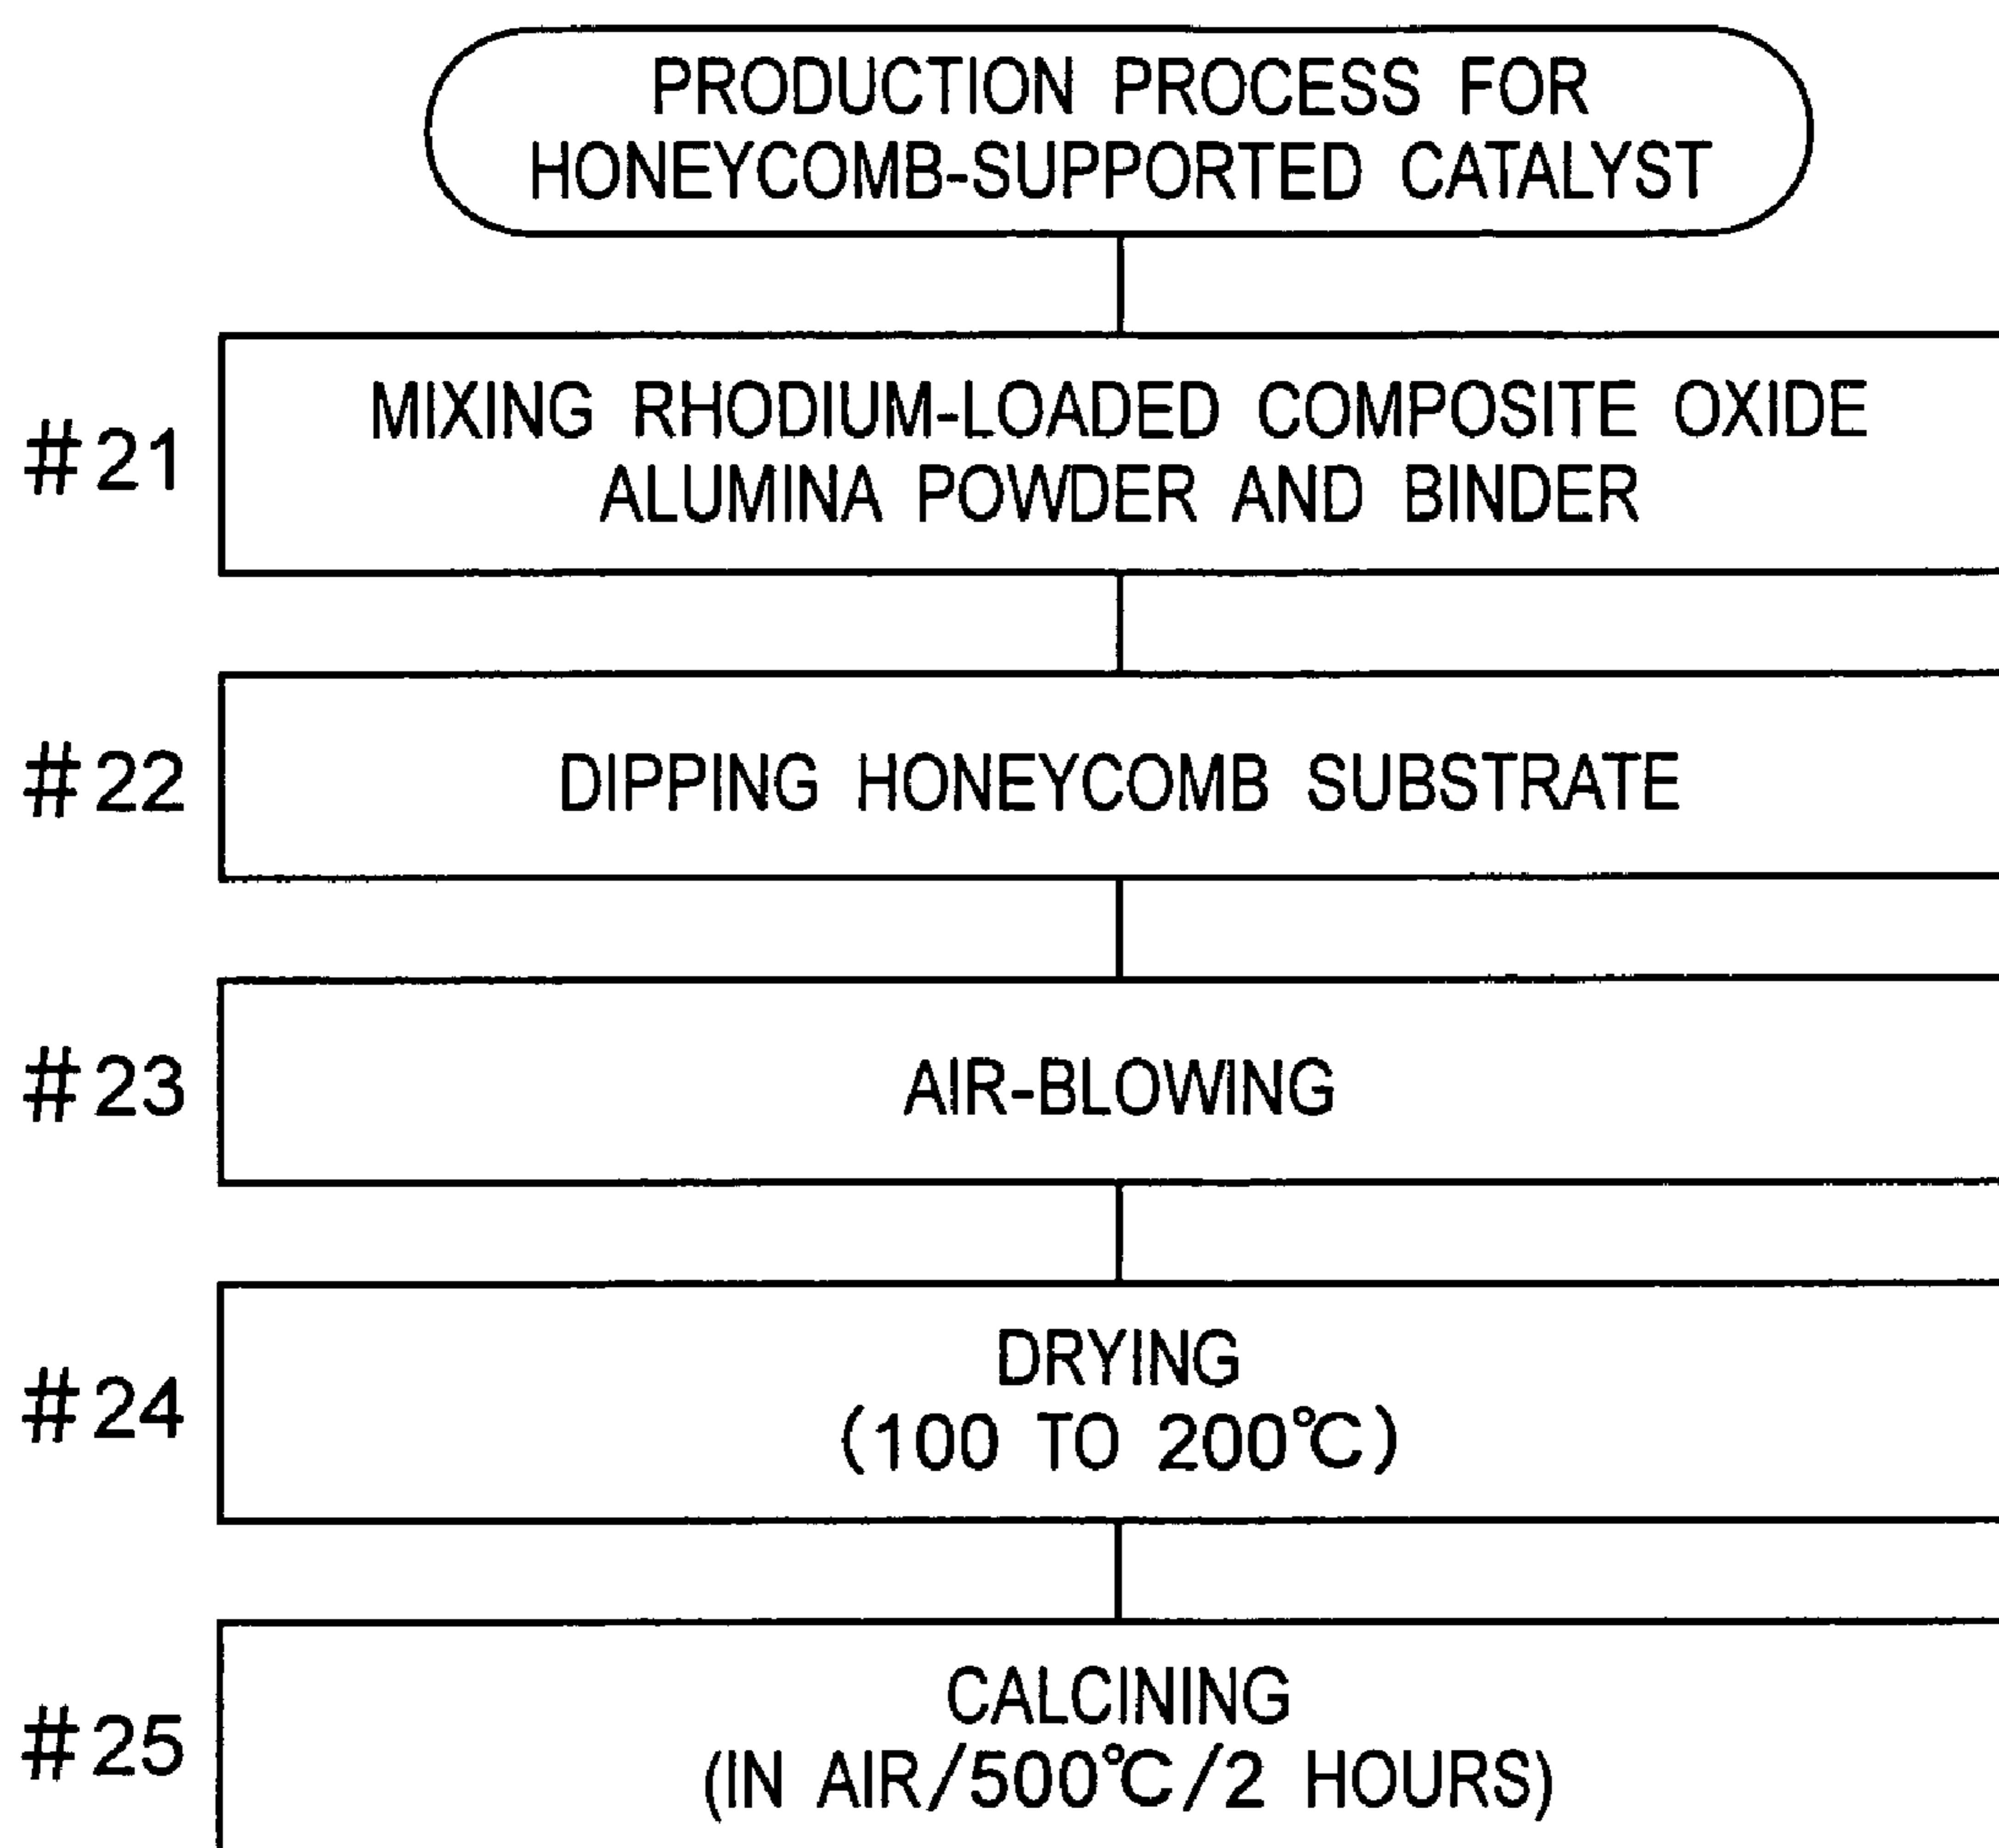 PRODUCTION PROCESS FOR
HONEYCOMB-SUPPORTED CATALYST
#21
MIXING RHODIUM-LOADED COMPOSITE OXIDE
ALUMINA POWDER AND BINDER
#22
DIPPING HONEYCOMB SUBSTRATE
#23
AIR-BLOWING
#24
DRYING
(100 TO 200℃)
#25
CALCINING
(IN AIR/500℃/2 HOURS)